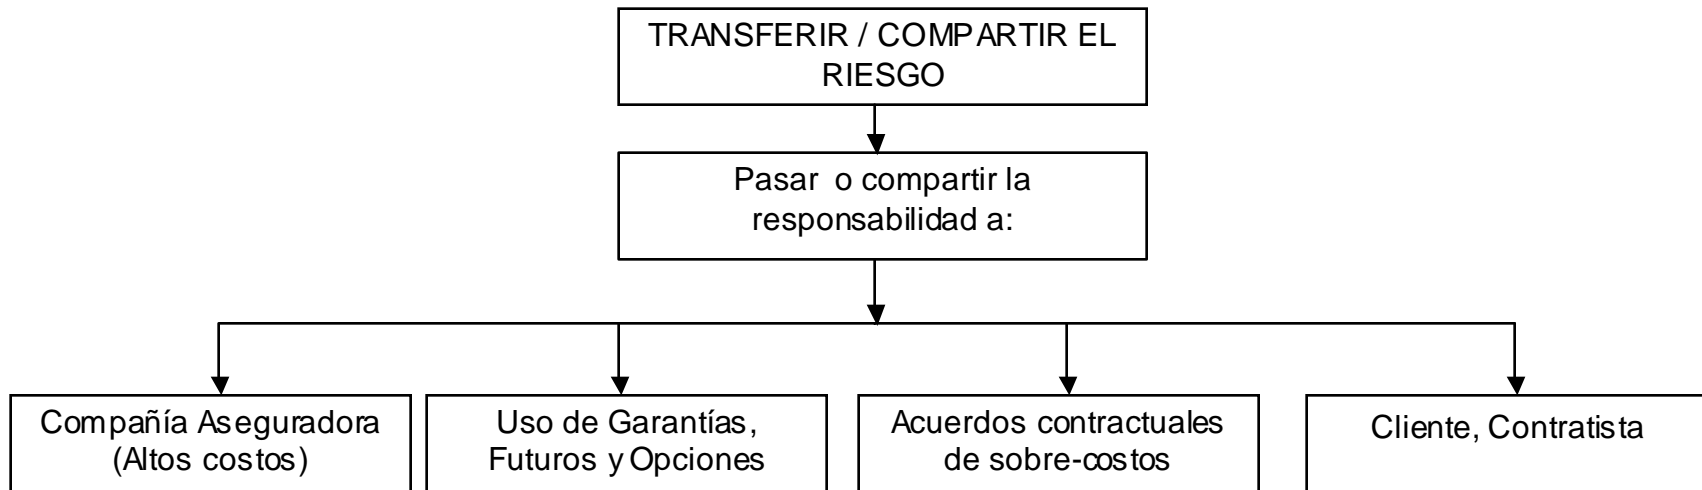 TRANSFERIR / COMPARTIR EL
RIESGO
Pasar o compartir la
responsabilidad a:
Compañía Aseguradora
(Altos costos)
Uso de Garantías,
Futuros y Opciones
Acuerdos contractuales
de sobre-costos
Cliente, Contratista